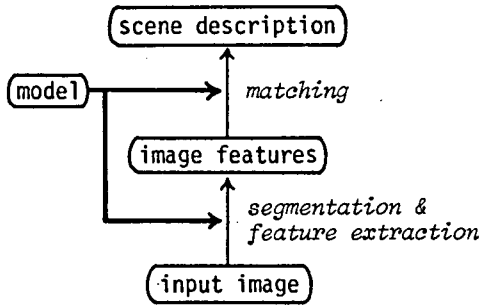 scene description
model
matching
image features
segmentation &
feature extraction
input image